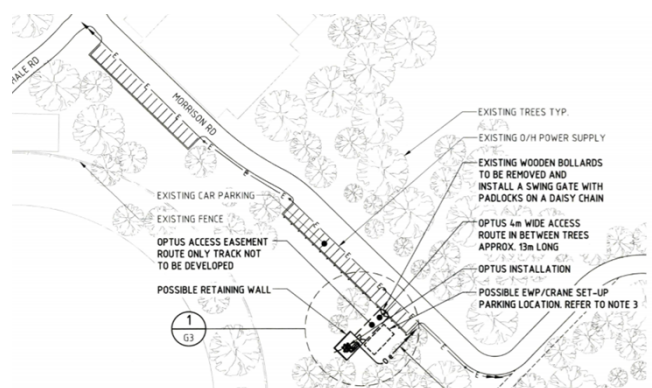 HALE RD
MORRISON RD
EXISTING TREES TYP.
EXISTING O/H POWER SUPPLY
EXISTING WOODEN BOLLARDS
TO BE REMOVED AND
INSTALL A SWING GATE WITH
PADLOCKS ON A DAISY CHAIN
EXISTING CAR PARKING
EXISTING FENCE
OPTUS ACCESS EASEMENT
ROUTE ONLY TRACK NOT
TO BE DEVELOPED
OPTUS 4m WIDE ACCESS
ROUTE IN BETWEEN TREES
APPROX. 13m LONG
OPTUS INSTALLATION
POSSIBLE RETAINING WALL
POSSIBLE EWP/CRANE SET-UP
PARKING LOCATION. REFER TO NOTE 3
1
G3
E
E
E
E
E
E
E
E
E